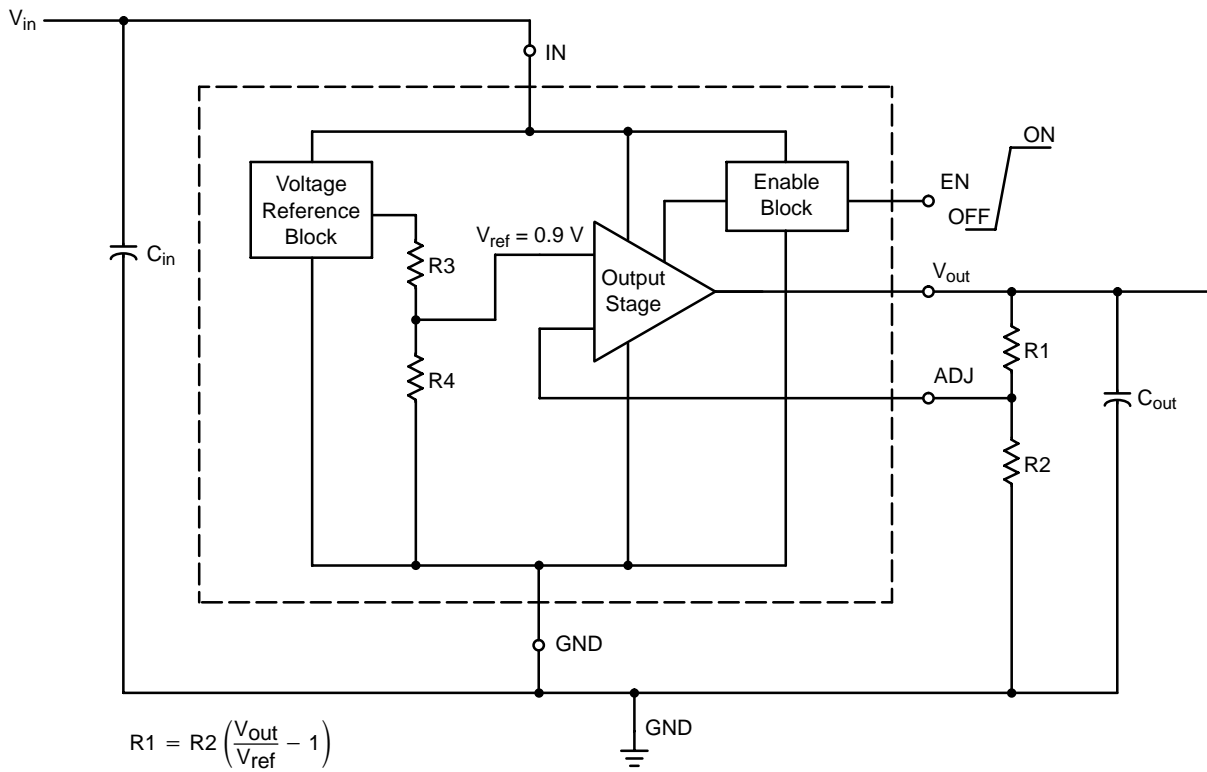 Vin
IN
ON
Voltage
Reference
Block
Enable
Block
EN
OFF
Cin
Vref = 0.9 V
R3
Output
Stage
Vout
R1
R4
ADJ
Cout
R2
GND
GND
R1 = R2 (Vout/Vref − 1)